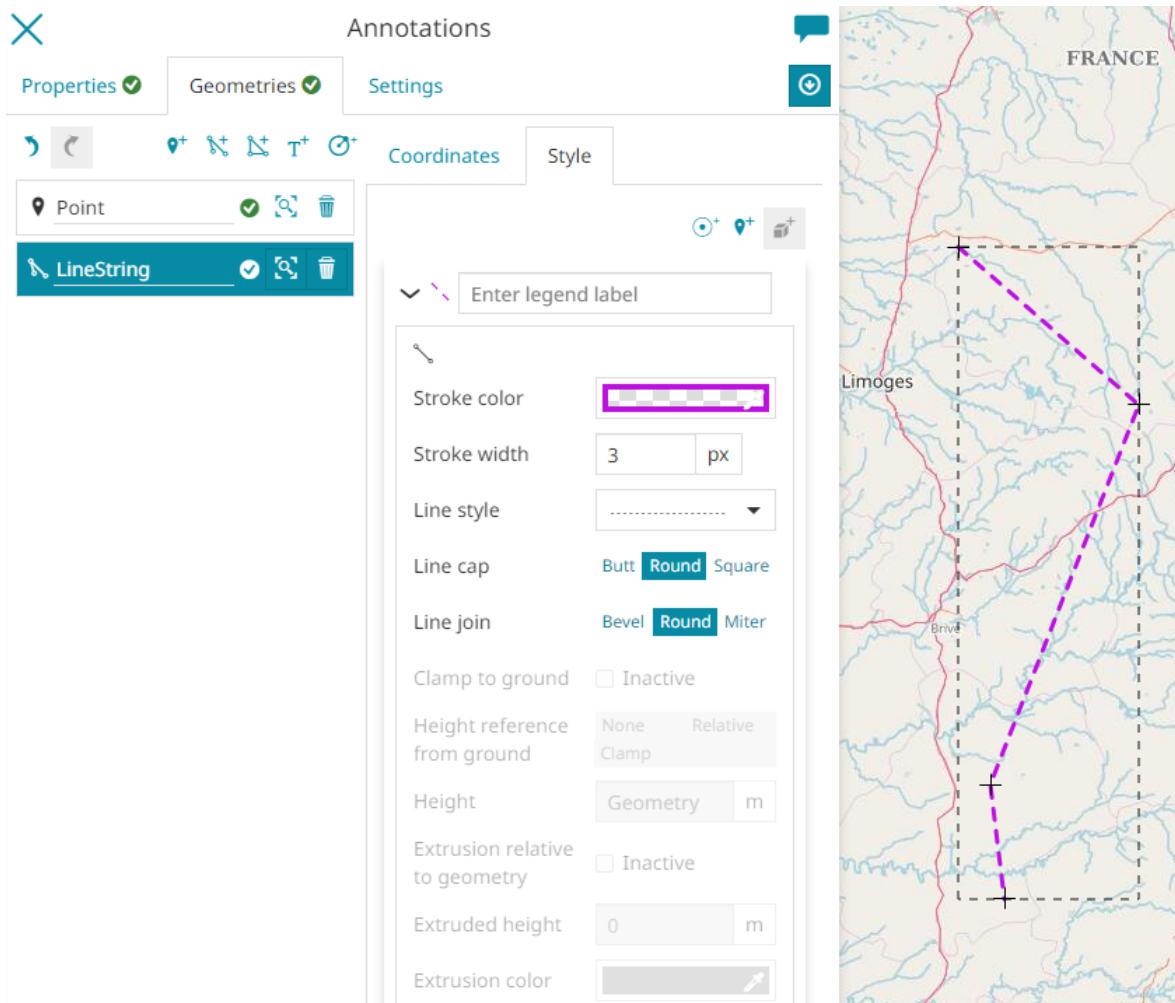 Annotations
Properties
Geometries
Settings
T+
Coordinates
Style
Point
LineString
Enter legend label
Stroke color
Stroke width
3
px
Line style
Line cap
Butt
Round
Square
Line join
Bevel
Round
Miter
Clamp to ground
Inactive
Height reference
from ground
None
Relative
Clamp
Height
Geometry
m
Extrusion relative
to geometry
Inactive
Extruded height
0
m
Extrusion color
FRANCE
Limoges
Brive